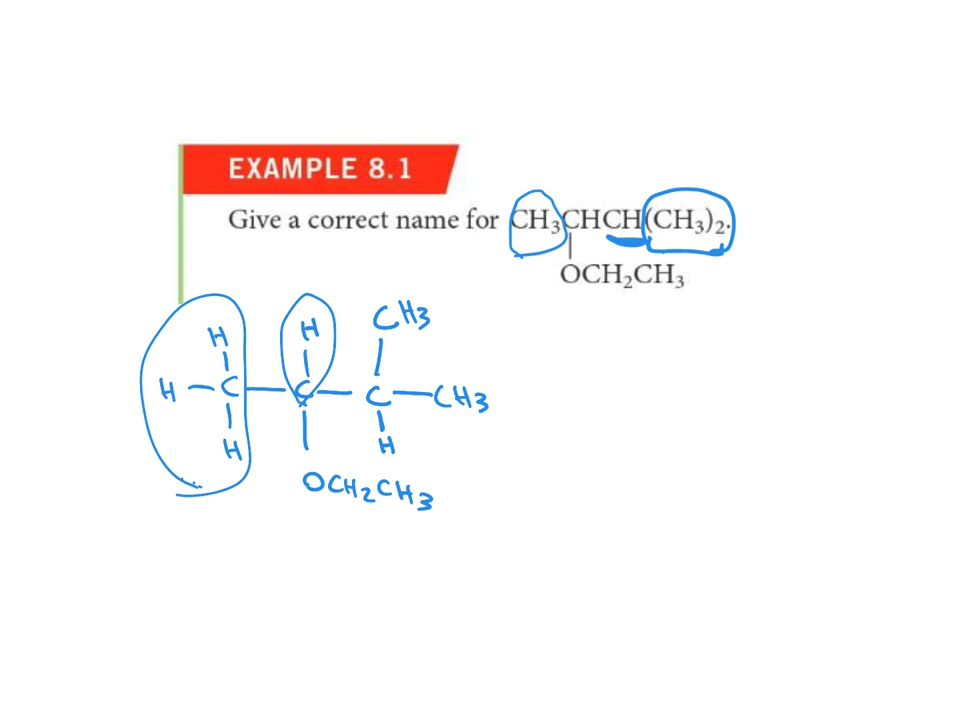 EXAMPLE 8.1
Give a correct name for CH₃CHCH(CH₃)₂.
OCH₂CH₃
H H CH3
H – C – C – C – CH3
H H
OCH2CH3